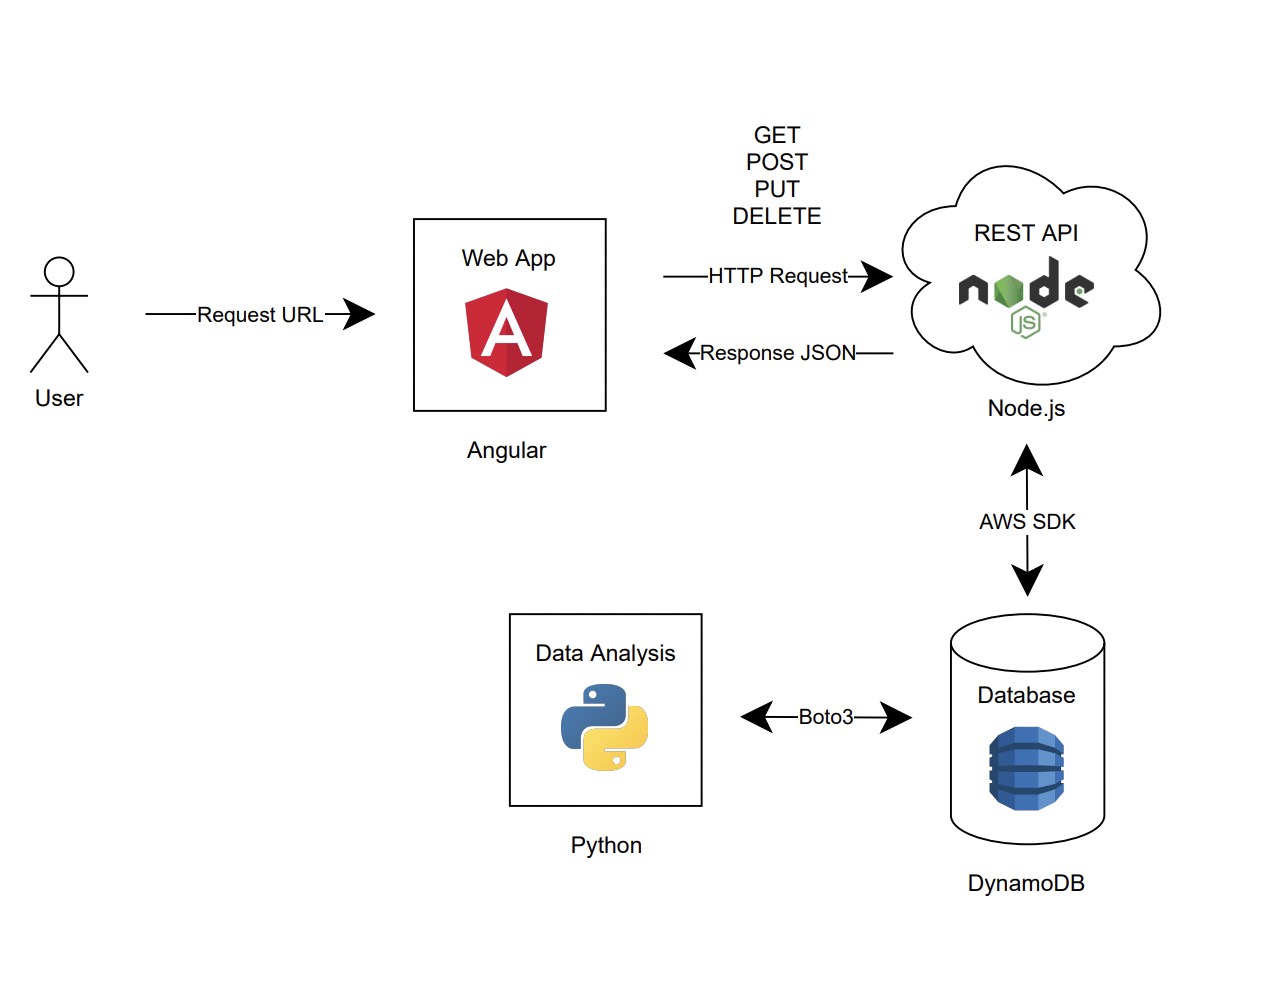 GET
POST
PUT
DELETE
REST API
Web App
HTTP Request
node
JS
®
Request URL
Response JSON
User
Node.js
Angular
AWS SDK
Data Analysis
Database
Boto3
Python
DynamoDB